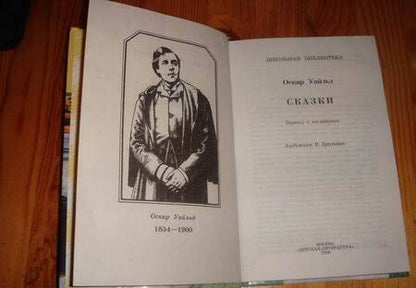 Оскар Уайльд
1854—1900
ШКОЛЬНАЯ БИБЛИОТЕКА
Оскар Уайльд
СКАЗКИ
Перевод с английского
Художник
МОСКВА
«ДЕТСКАЯ ЛИТЕРАТУРА»